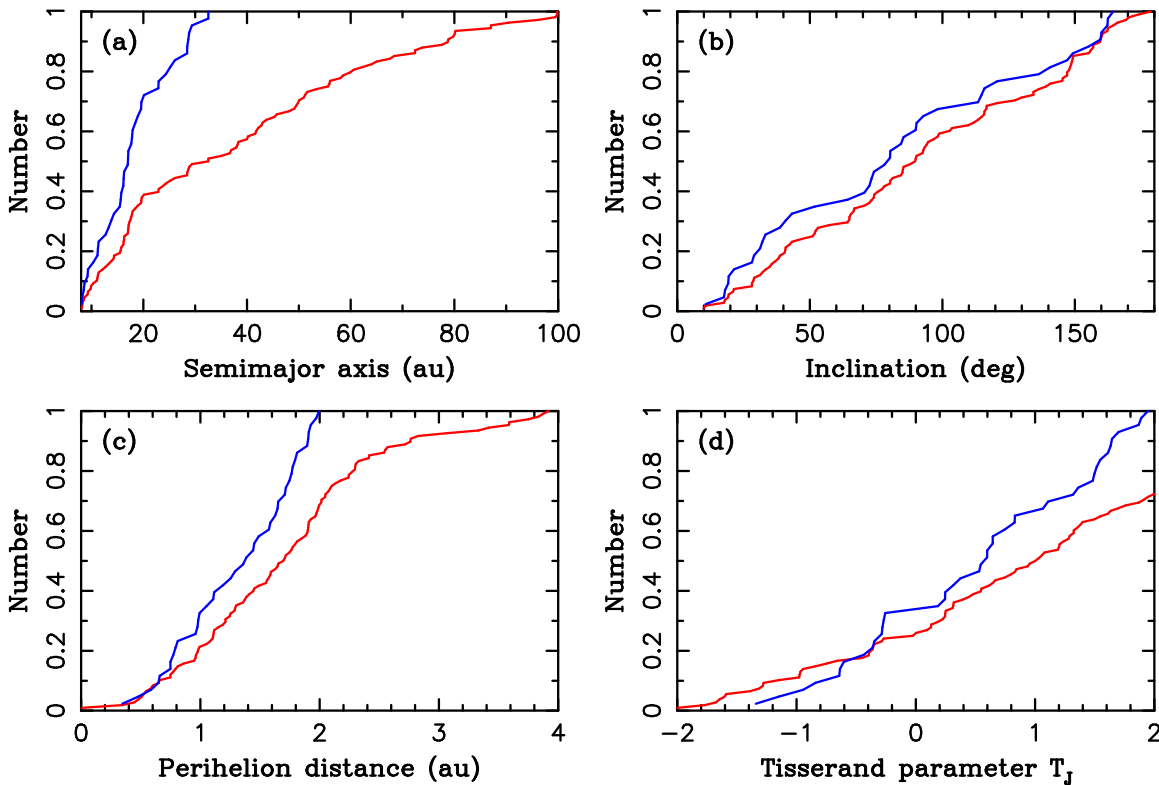 (a)
Number
0 0.2 0.4 0.6 0.8 1
20 40 60 80 100
Semimajor axis (au)
(b)
Number
0 0.2 0.4 0.6 0.8 1
0 50 100 150
Inclination (deg)
(c)
Number
0 0.2 0.4 0.6 0.8 1
0 1 2 3 4
Perihelion distance (au)
(d)
Number
0 0.2 0.4 0.6 0.8 1
−2 −1 0 1 2
Tisserand parameter T_J